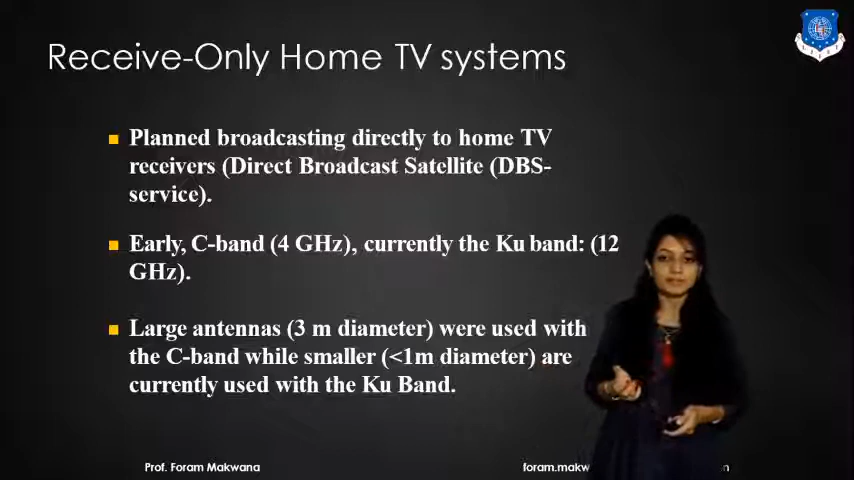 Receive-Only Home TV systems
Planned broadcasting directly to home TV
receivers (Direct Broadcast Satellite (DBS-
service).
Early, C-band (4 GHz), currently the Ku band: (12
GHz).
Large antennas (3 m diameter) were used with
the C-band while smaller (<1m diameter) are
currently used with the Ku Band.
Prof. Foram Makwana
foram.makw